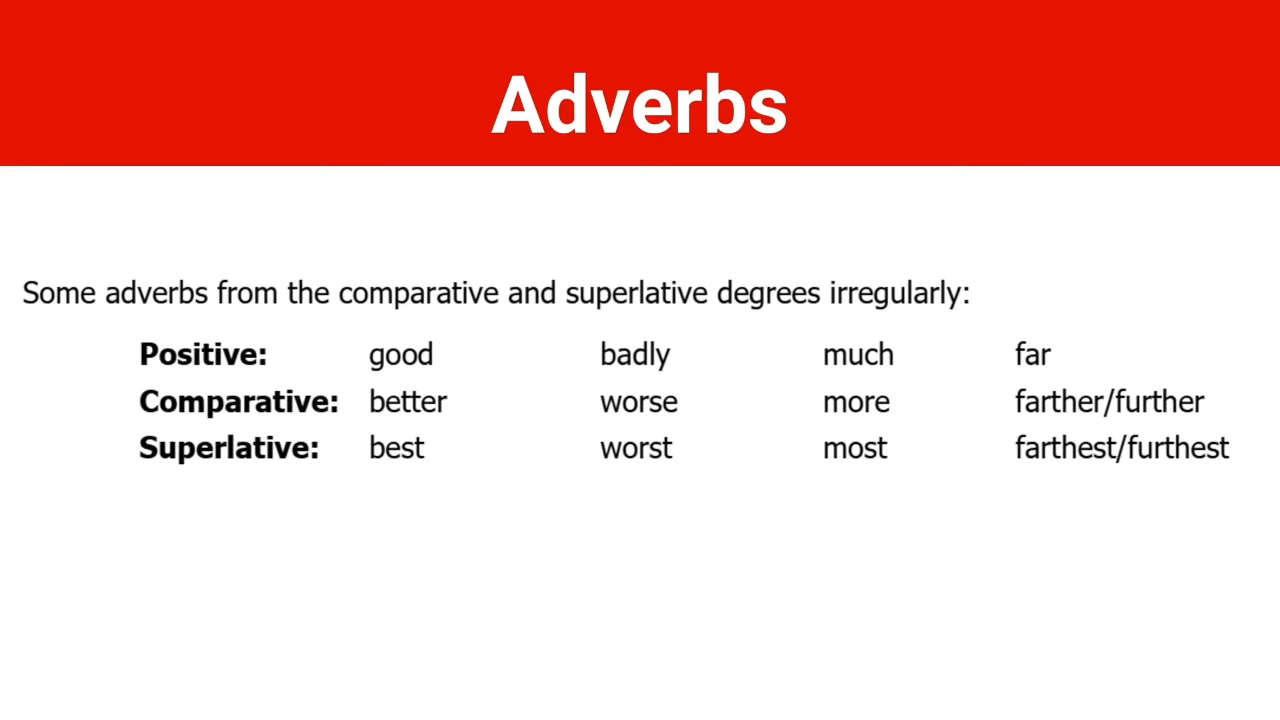 Adverbs
Some adverbs from the comparative and superlative degrees irregularly:
Positive: good badly much far
Comparative: better worse more farther/further
Superlative: best worst most farthest/furthest